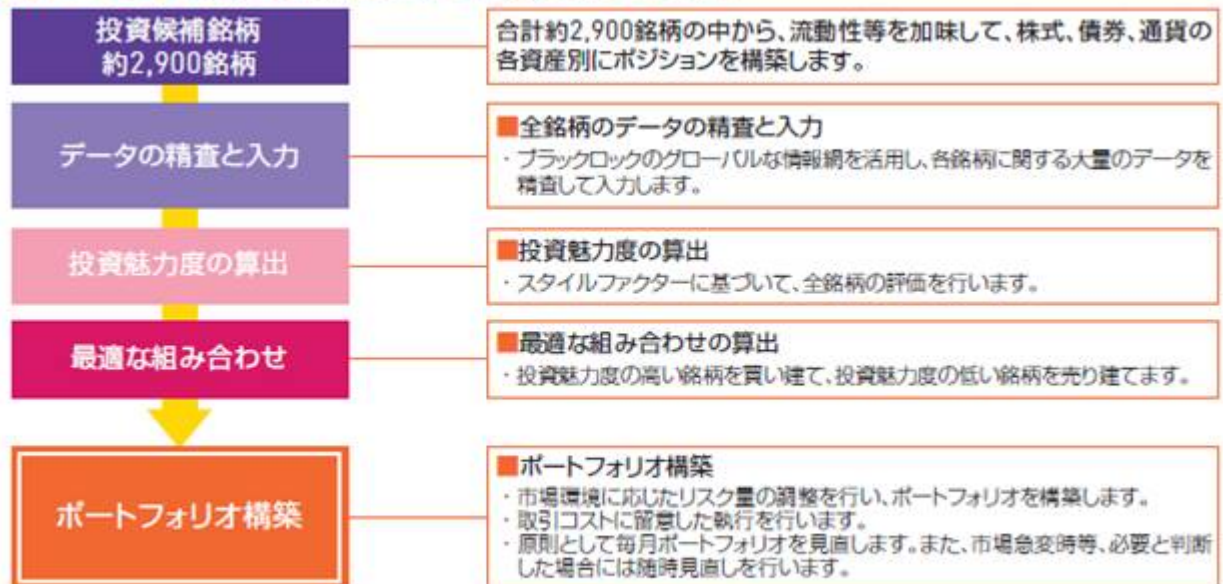 投資候補銘柄
約2,900銘柄
合計約2,900銘柄の中から、流動性等を加味して、株式、債券、通貨の
各資産別にポジションを構築します。
データの精査と入力
■全銘柄のデータの精査と入力
・ブラックロックのグローバルな情報網を活用し、各銘柄に関する大量のデータを
精査して入力します。
投資魅力度の算出
■投資魅力度の算出
・スタイルファクターに基づいて、全銘柄の評価を行います。
最適な組み合わせ
■最適な組み合わせの算出
・投資魅力度の高い銘柄を買い建て、投資魅力度の低い銘柄を売り建てます。
ポートフォリオ構築
■ポートフォリオ構築
・市場環境に応じたリスク量の調整を行い、ポートフォリオを構築します。
・取引コストに留意した執行を行います。
・原則として毎月ポートフォリオを見直します。また、市場急変時等、必要と判断
した場合には随時見直しを行います。